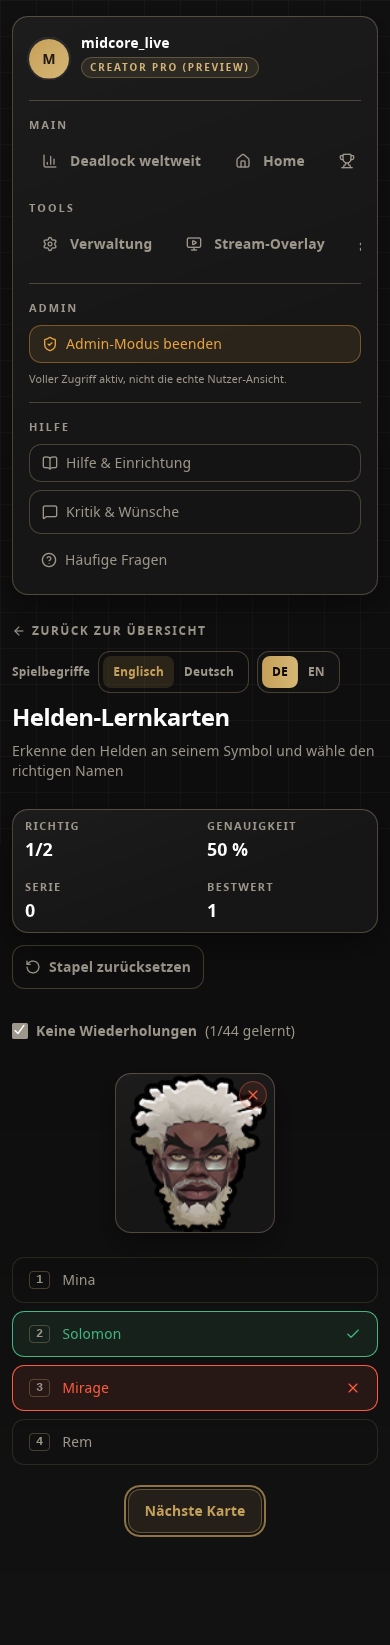 M
midcore_live
CREATOR PRO (PREVIEW)
MAIN
Deadlock weltweit
Home
TOOLS
Verwaltung
Stream-Overlay
ADMIN
Admin-Modus beenden
Voller Zugriff aktiv, nicht die echte Nutzer-Ansicht.
HILFE
Hilfe & Einrichtung
Kritik & Wünsche
Häufige Fragen
ZURÜCK ZUR ÜBERSICHT
Spielbegriffe
Englisch
Deutsch
DE
EN
Helden-Lernkarten
Erkenne den Helden an seinem Symbol und wähle den
richtigen Namen
RICHTIG
1/2
GENAUIGKEIT
50 %
SERIE
0
BESTWERT
1
Stapel zurücksetzen
Keine Wiederholungen (1/44 gelernt)
1 Mina
2 Solomon
3 Mirage
4 Rem
Nächste Karte